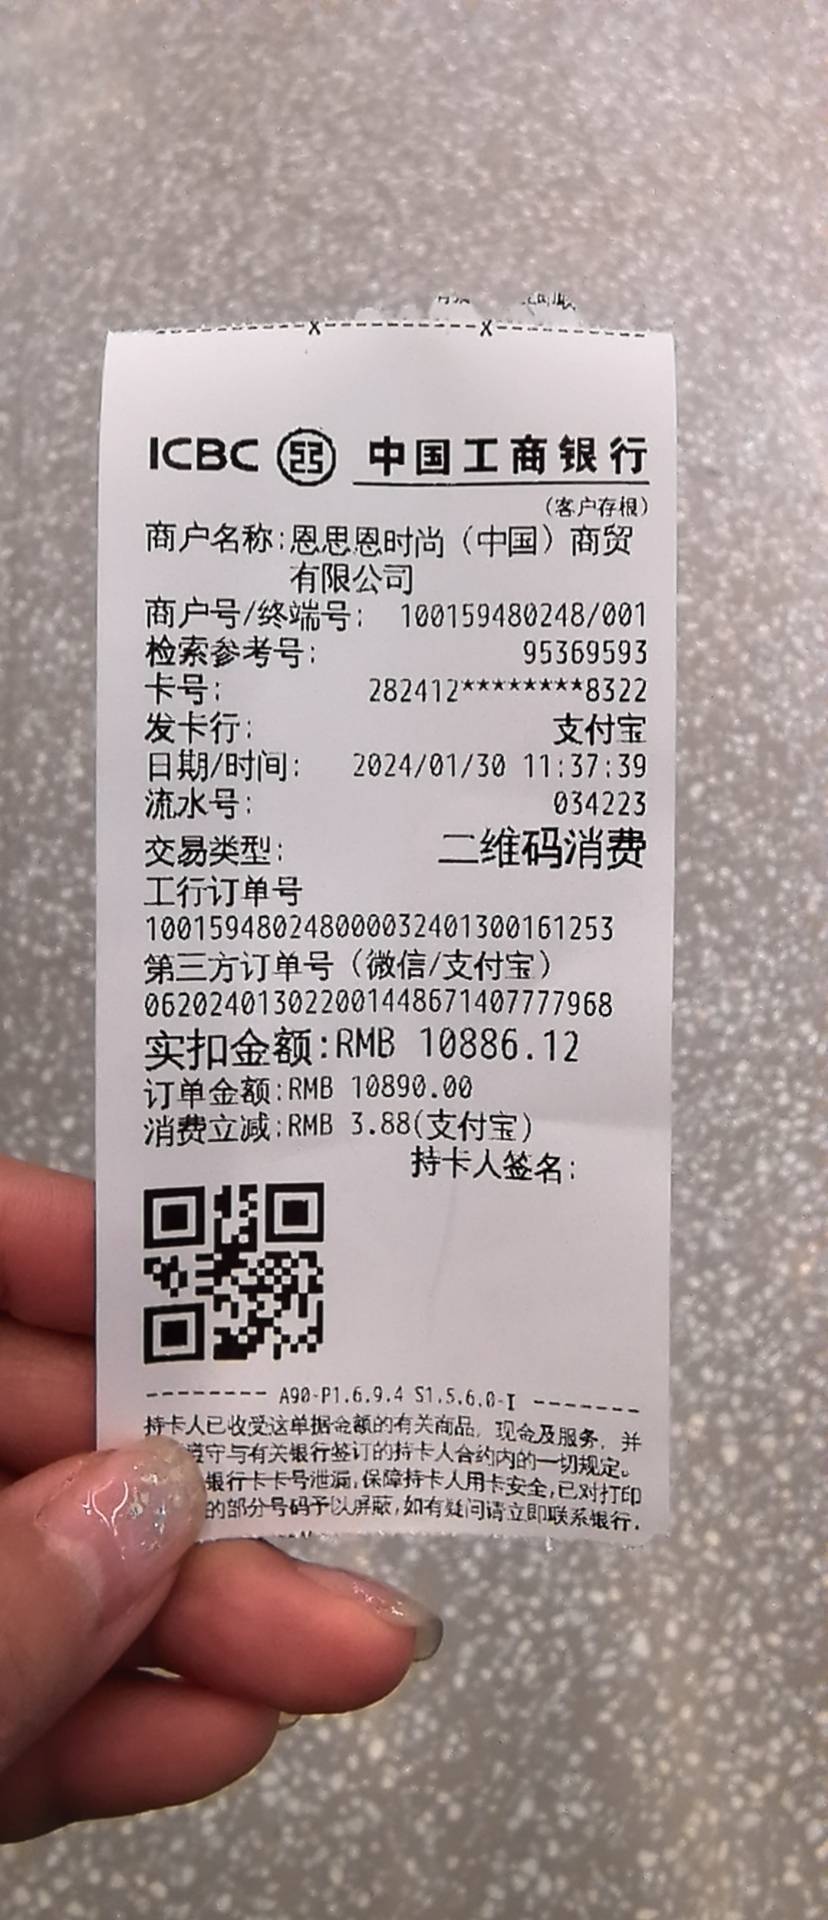 ICBC 中国工商银行
(客户存根)
商户名称:恩思恩时尚（中国）商贸
有限公司
商户号/终端号: 100159480248/001
检索参考号: 95369593
卡号: 282412********8322
发卡行: 支付宝
日期/时间: 2024/01/30 11:37:39
流水号: 034223
交易类型: 二维码消费
工行订单号
100159480248000032401300161253
第三方订单号（微信/支付宝）
062024013022001448671407777968
实扣金额:RMB 10886.12
订单金额:RMB 10890.00
消费立减:RMB 3.88(支付宝)
持卡人签名:
A90-P1.6.9.4 S1.5.6.0-I
持卡人已收受这单据金额的有关商品, 现金及服务, 并
遵守与有关银行签订的持卡人合约内的一切规定。
银行卡卡号泄漏,保障持卡人用卡安全,已对打印
的部分号码予以屏蔽,如有疑问请立即联系银行.